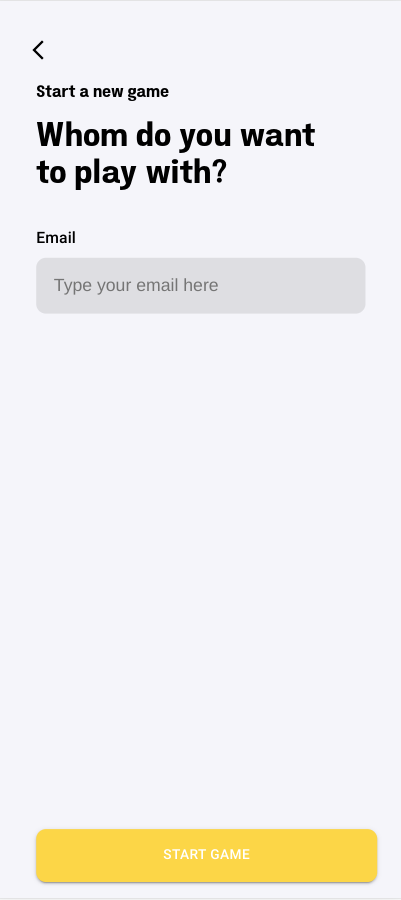 Start a new game
Whom do you want
to play with?
Email
Type your email here
START GAME